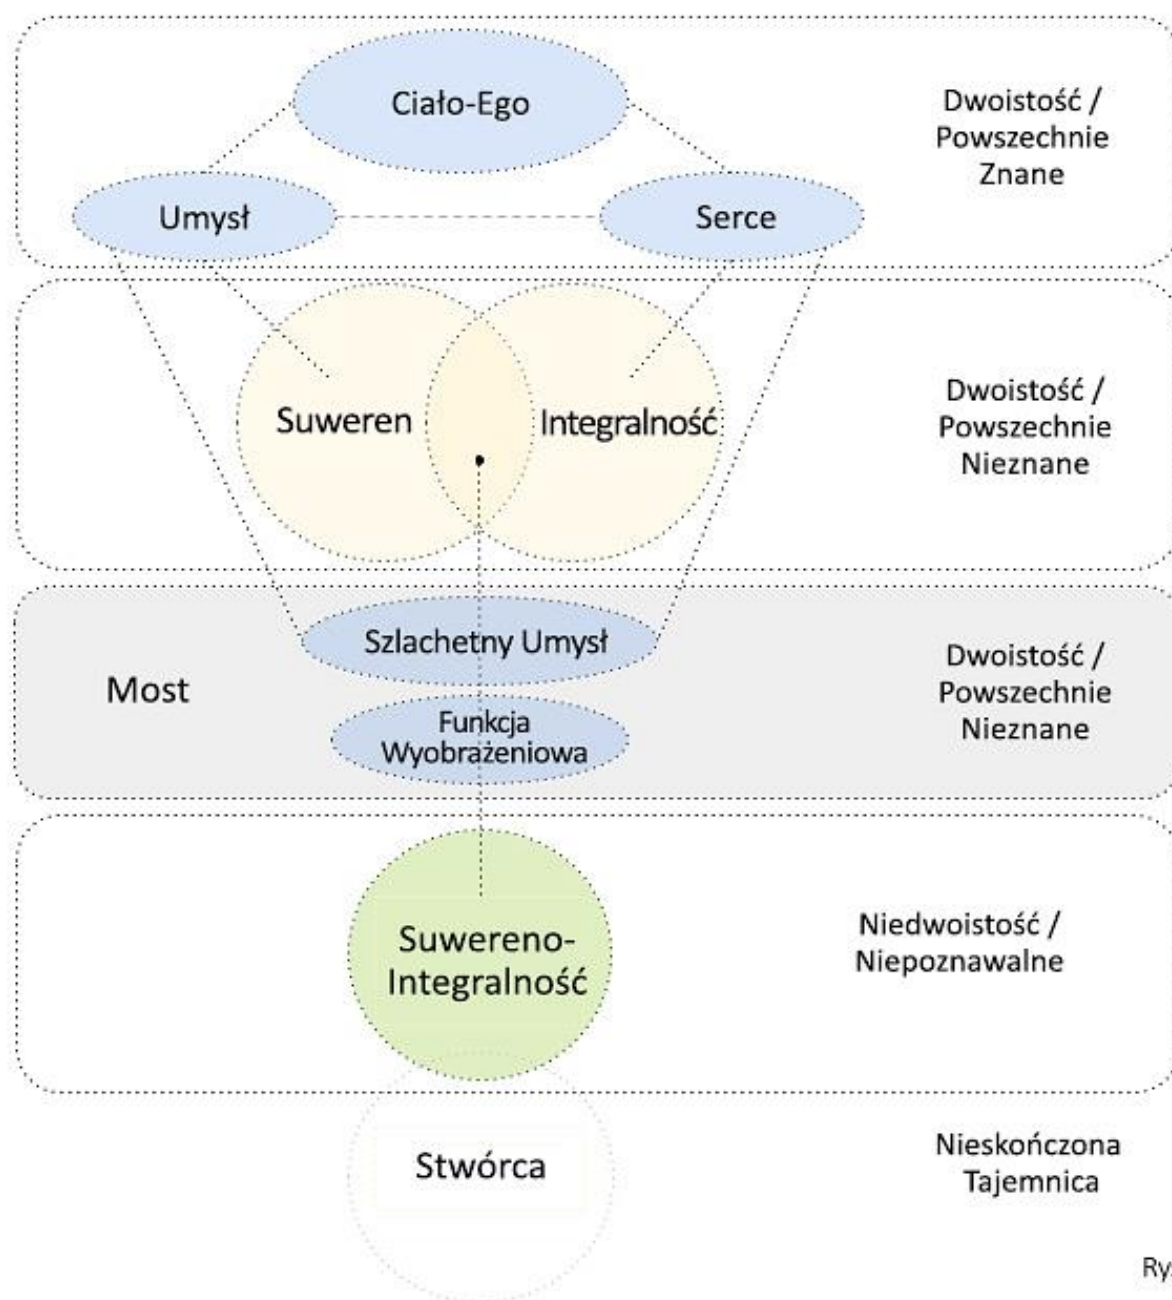 Ciało-Ego
Dwoistość /
Powszechnie
Znane
Umysł
Serce
Suweren
Integralność
Dwoistość /
Powszechnie
Nieznane
Szlachetny Umysł
Most
Funkcja
Wyobrażeniowa
Dwoistość /
Powszechnie
Nieznane
Suwereno-
Integralność
Niedwoistość /
Niepoznawalne
Stwórca
Nieskończona
Tajemnica